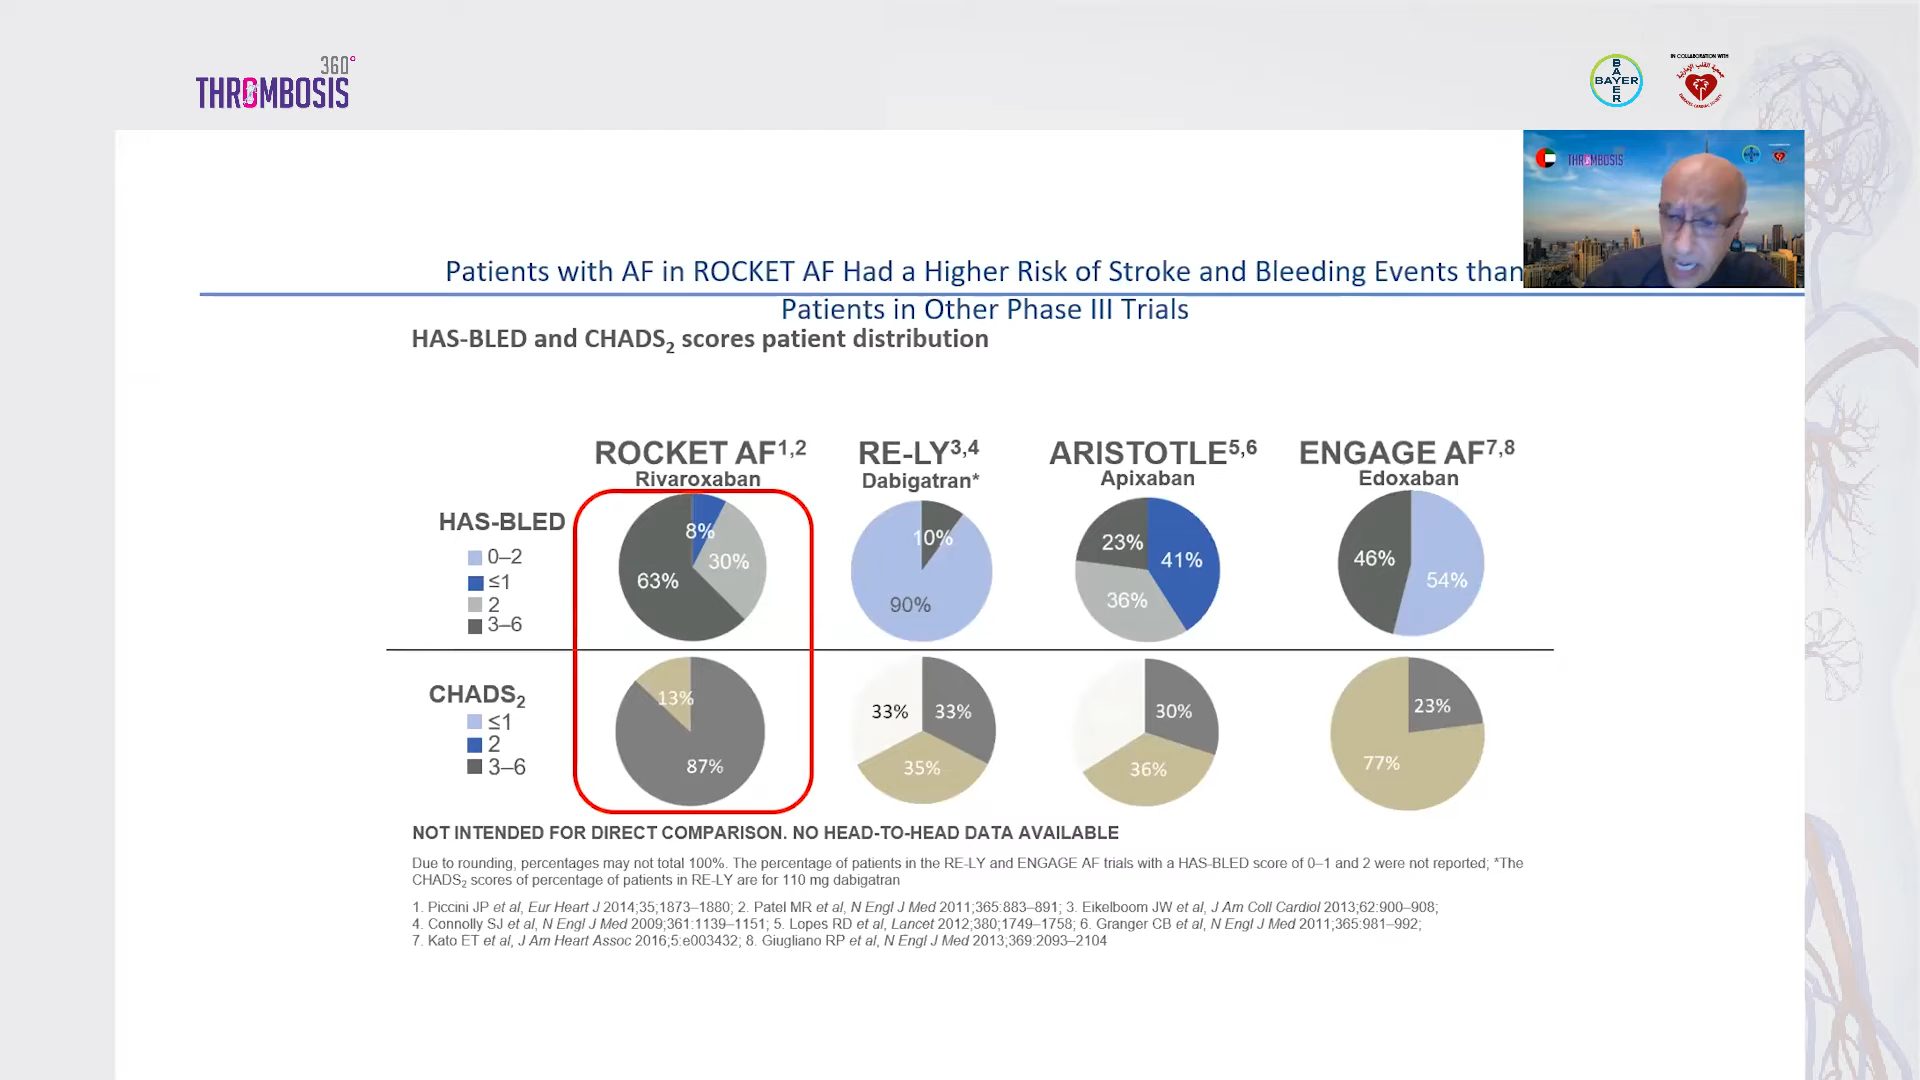 360°
THROMBOSIS
BAYER
BAYER
IN COLLABORATION WITH
THROMBOSIS
Patients with AF in ROCKET AF Had a Higher Risk of Stroke and Bleeding Events than
Patients in Other Phase III Trials
HAS-BLED and CHADS2 scores patient distribution
ROCKET AF1,2
Rivaroxaban
RE-LY3,4
Dabigatran*
ARISTOTLE5,6
Apixaban
ENGAGE AF7,8
Edoxaban
HAS-BLED
0–2
≤1
2
3–6
8%
30%
63%
10%
90%
23%
41%
36%
46%
54%
CHADS2
≤1
2
3–6
13%
87%
33%
33%
35%
30%
36%
23%
77%
NOT INTENDED FOR DIRECT COMPARISON. NO HEAD-TO-HEAD DATA AVAILABLE
Due to rounding, percentages may not total 100%. The percentage of patients in the RE-LY and ENGAGE AF trials with a HAS-BLED score of 0–1 and 2 were not reported; *The
CHADS2 scores of percentage of patients in RE-LY are for 110 mg dabigatran
1. Piccini JP et al, Eur Heart J 2014;35;1873–1880; 2. Patel MR et al, N Engl J Med 2011;365:883–891; 3. Eikelboom JW et al, J Am Coll Cardiol 2013;62:900–908;
4. Connolly SJ et al, N Engl J Med 2009;361:1139–1151; 5. Lopes RD et al, Lancet 2012;380;1749–1758; 6. Granger CB et al, N Engl J Med 2011;365:981–992;
7. Kato ET et al, J Am Heart Assoc 2016;5:e003432; 8. Giugliano RP et al, N Engl J Med 2013;369:2093–2104